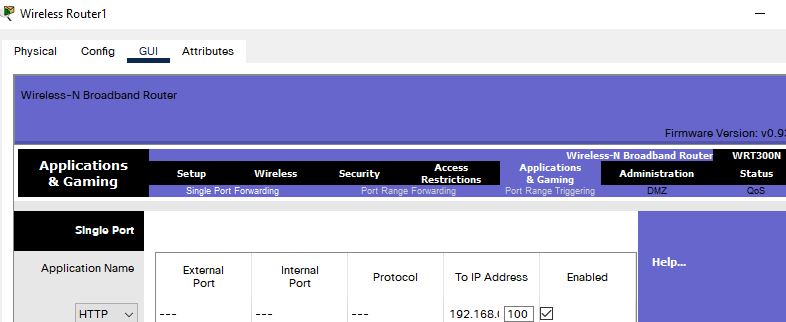 Wireless Router1
Physical Config GUI Attributes
Wireless-N Broadband Router
Firmware Version: v0.93
Wireless-N Broadband Router WRT300N
Applications & Gaming
Setup Wireless Security Access Restrictions Applications & Gaming Administration Status
Single Port Forwarding Port Range Forwarding Port Range Triggering DMZ QoS
Single Port
Help...
Application Name
External Port Internal Port Protocol To IP Address Enabled
HTTP --- --- --- 192.168.( 100